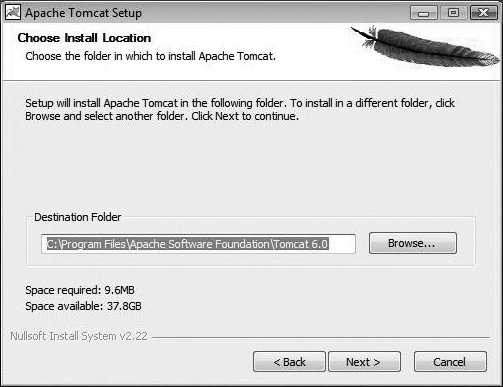 Apache Tomcat Setup
Choose Install Location
Choose the folder in which to install Apache Tomcat.
Setup will install Apache Tomcat in the following folder. To install in a different folder, click
Browse and select another folder. Click Next to continue.
Destination Folder
C:\Program Files\Apache Software Foundation\Tomcat 6.0
Browse...
Space required: 9.6MB
Space available: 37.8GB
Nullsoft Install System v2.22
< Back
Next >
Cancel